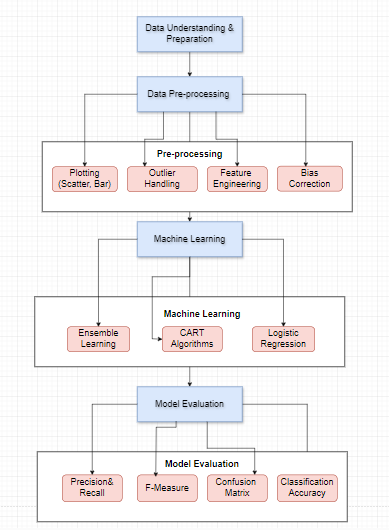 Data Understanding &
Preparation
Data Pre-processing
Pre-processing
Plotting
(Scatter, Bar)
Outlier
Handling
Feature
Engineering
Bias
Correction
Machine Learning
Machine Learning
Ensemble
Learning
CART
Algorithms
Logistic
Regression
Model Evaluation
Model Evaluation
Precision&
Recall
F-Measure
Confusion
Matrix
Classification
Accuracy